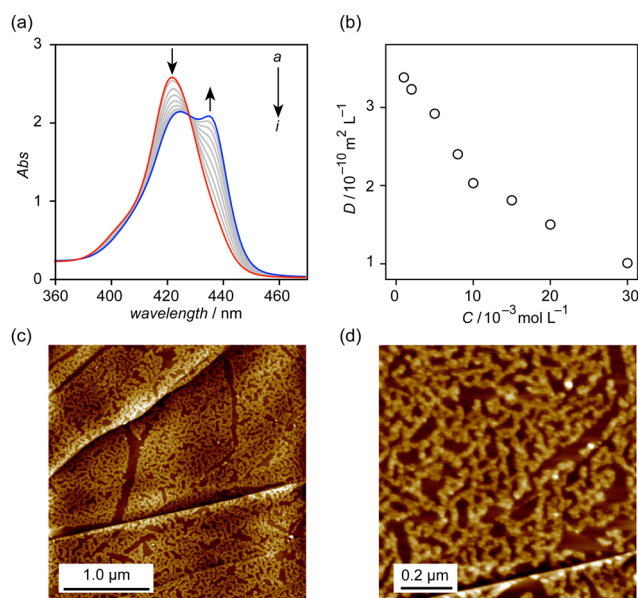 (a)
3
2
1
0
Abs
a
i
360
400
420
440
460
wavelength / nm
(b)
3
2
1
D / 10⁻¹⁰ m² L⁻¹
0
10
20
30
C / 10⁻³ mol L⁻¹
(c)
1.0 µm
(d)
0.2 µm